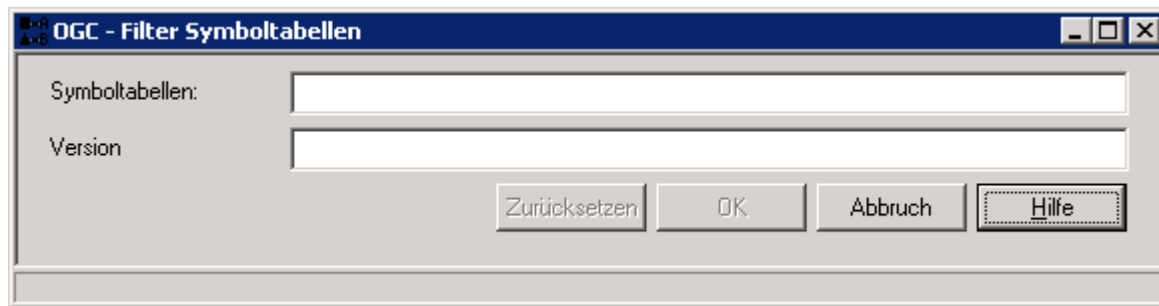 OGC - Filter Symboltabellen
Symboltabellen:
Version
Zurücksetzen OK Abbruch Hilfe